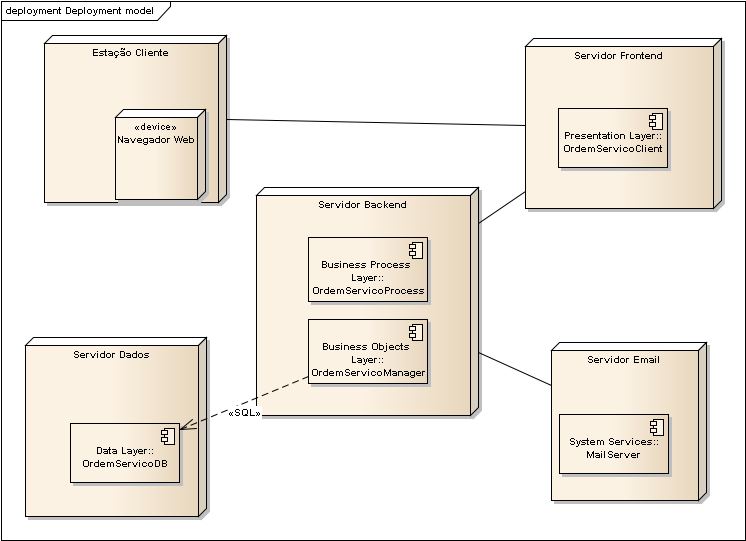 deployment Deployment model
Estação Cliente
«device»
Navegador Web
Servidor Frontend
Presentation Layer::
OrdemServicoClient
Servidor Backend
Business Process
Layer::
OrdemServicoProcess
Business Objects
Layer::
OrdemServicoManager
«SQL»
Servidor Dados
Data Layer::
OrdemServicoDB
Servidor Email
System Services::
MailServer